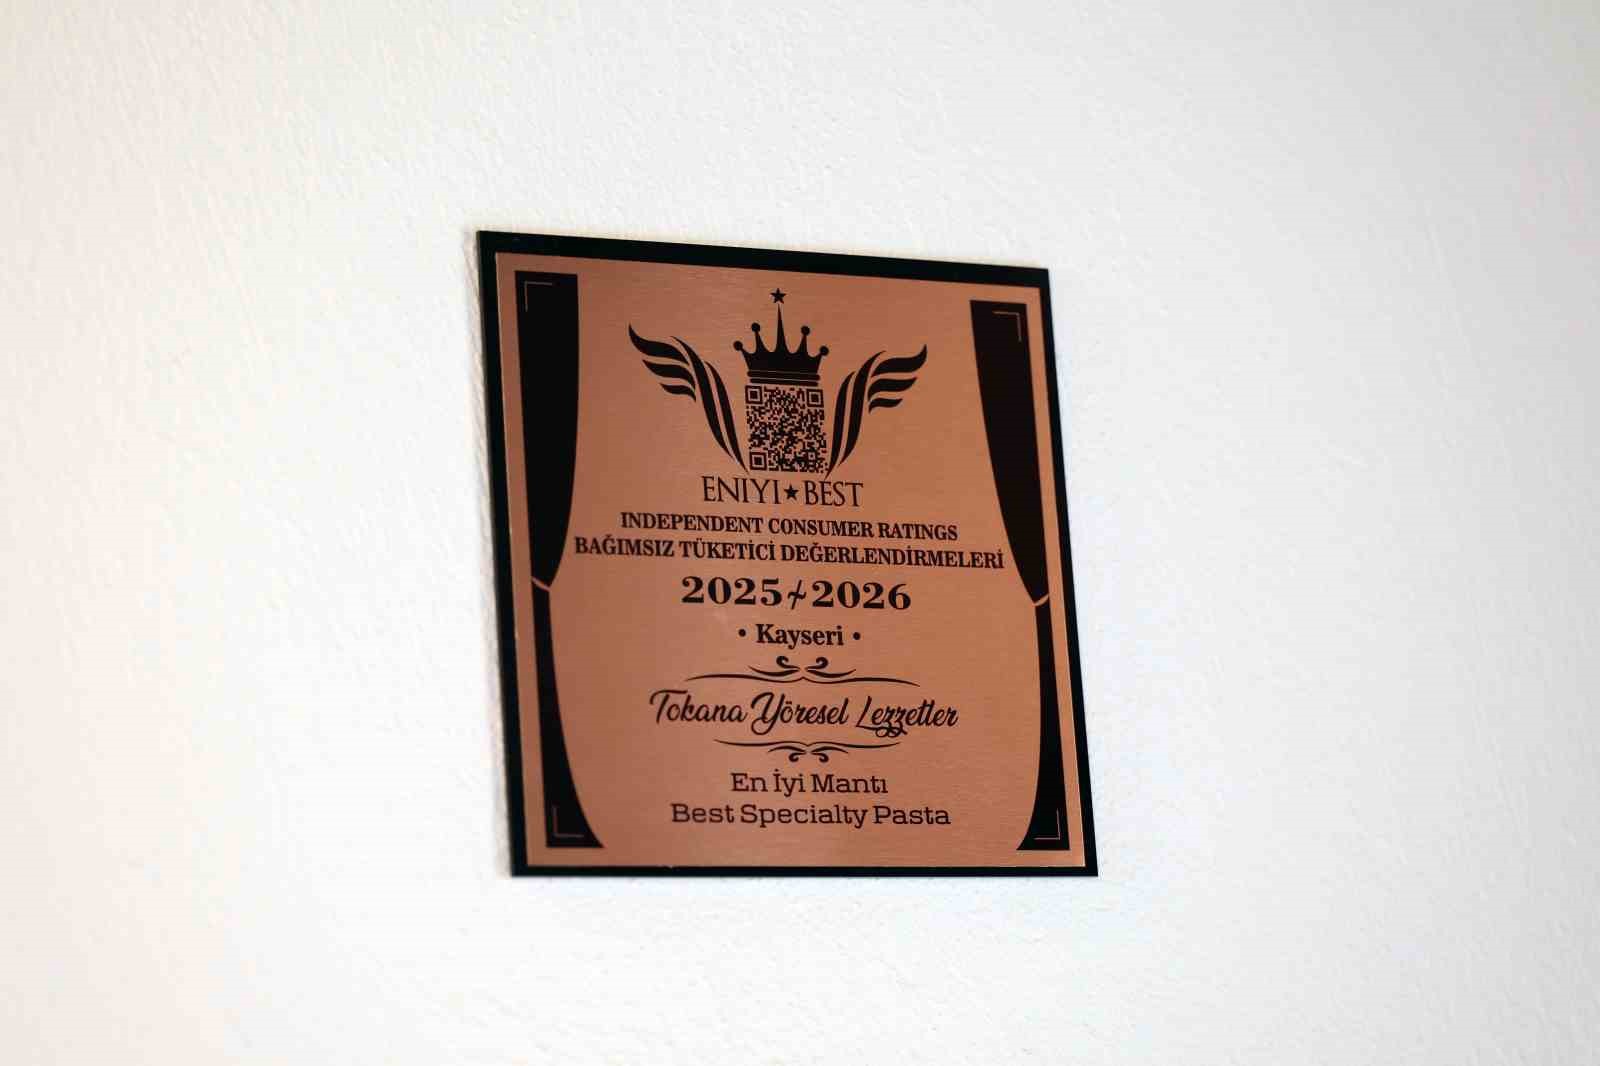 ENIYI★BEST
INDEPENDENT CONSUMER RATINGS
BAĞIMSIZ TÜKETİCİ DEĞERLENDİRMELERİ
2025/2026
• Kayseri •
Tokana Yöresel Lezzetler
En İyi Mantı
Best Specialty Pasta